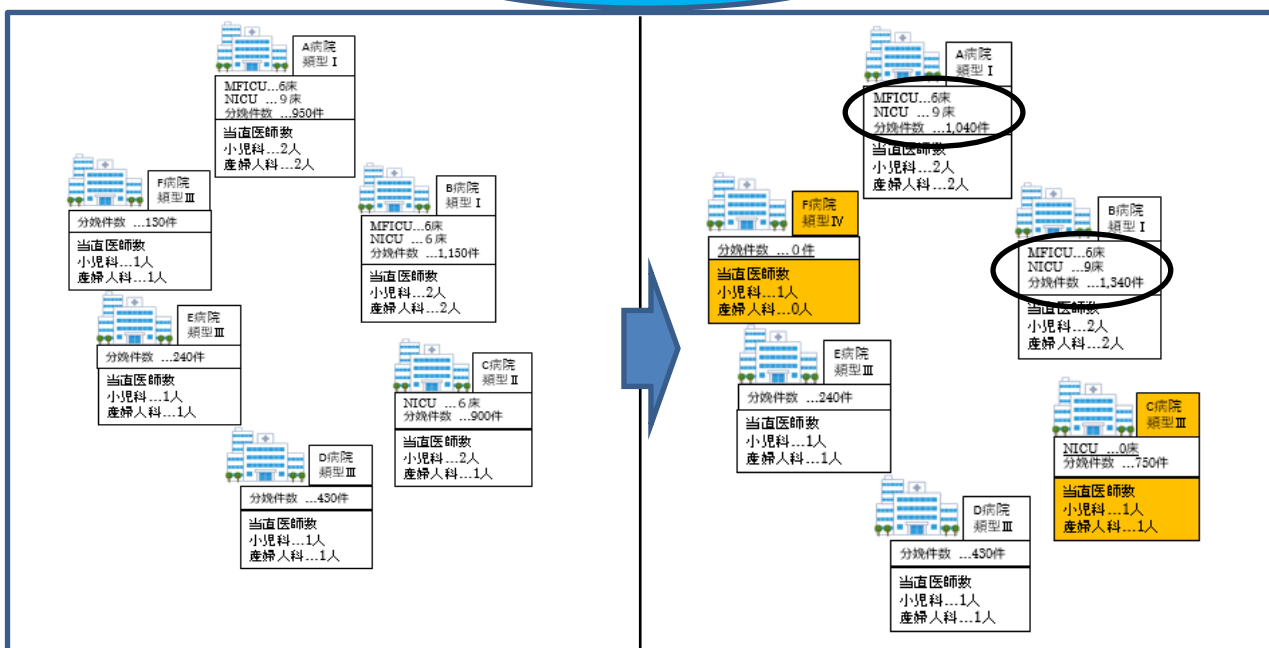 A病院
類型Ⅰ
MFICU…6床
NICU …9床
分娩件数 …950件
当直医師数
小児科…2人
産婦人科…2人
F病院
類型Ⅲ
分娩件数 …130件
当直医師数
小児科…1人
産婦人科…1人
B病院
類型Ⅰ
MFICU…6床
NICU …6床
分娩件数 …1,150件
当直医師数
小児科…2人
産婦人科…2人
E病院
類型Ⅲ
分娩件数 …240件
当直医師数
小児科…1人
産婦人科…1人
C病院
類型Ⅱ
NICU …6床
分娩件数 …900件
当直医師数
小児科…2人
産婦人科…1人
D病院
類型Ⅲ
分娩件数 …430件
当直医師数
小児科…1人
産婦人科…1人
A病院
類型Ⅰ
MFICU…6床
NICU …9床
分娩件数 …1,040件
当直医師数
小児科…2人
産婦人科…2人
F病院
類型Ⅳ
分娩件数 …0件
当直医師数
小児科…1人
産婦人科…0人
B病院
類型Ⅰ
MFICU…6床
NICU …9床
分娩件数 …1,340件
当直医師数
小児科…2人
産婦人科…2人
E病院
類型Ⅲ
分娩件数 …240件
当直医師数
小児科…1人
産婦人科…1人
C病院
類型Ⅲ
NICU …0床
分娩件数 …750件
当直医師数
小児科…1人
産婦人科…1人
D病院
類型Ⅲ
分娩件数 …430件
当直医師数
小児科…1人
産婦人科…1人